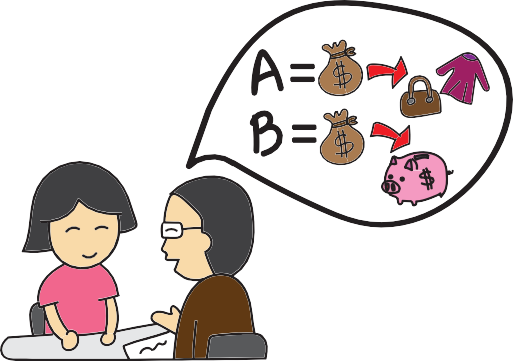 A = $
B = $
$